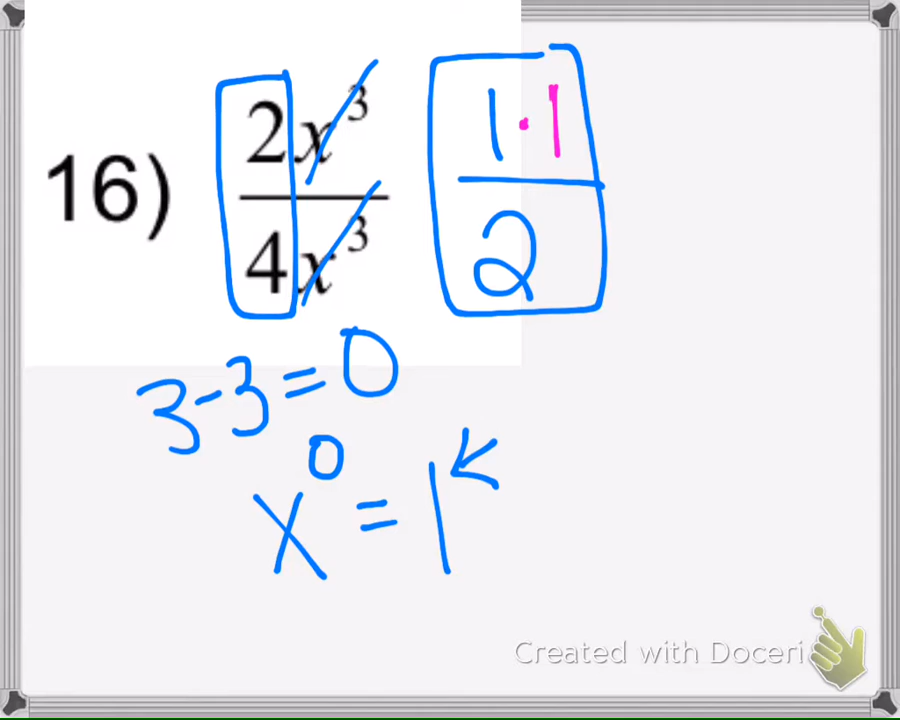 16) 2x³ 1·1
4x³ 2
3-3=0
x⁰=1
Created with Doceri